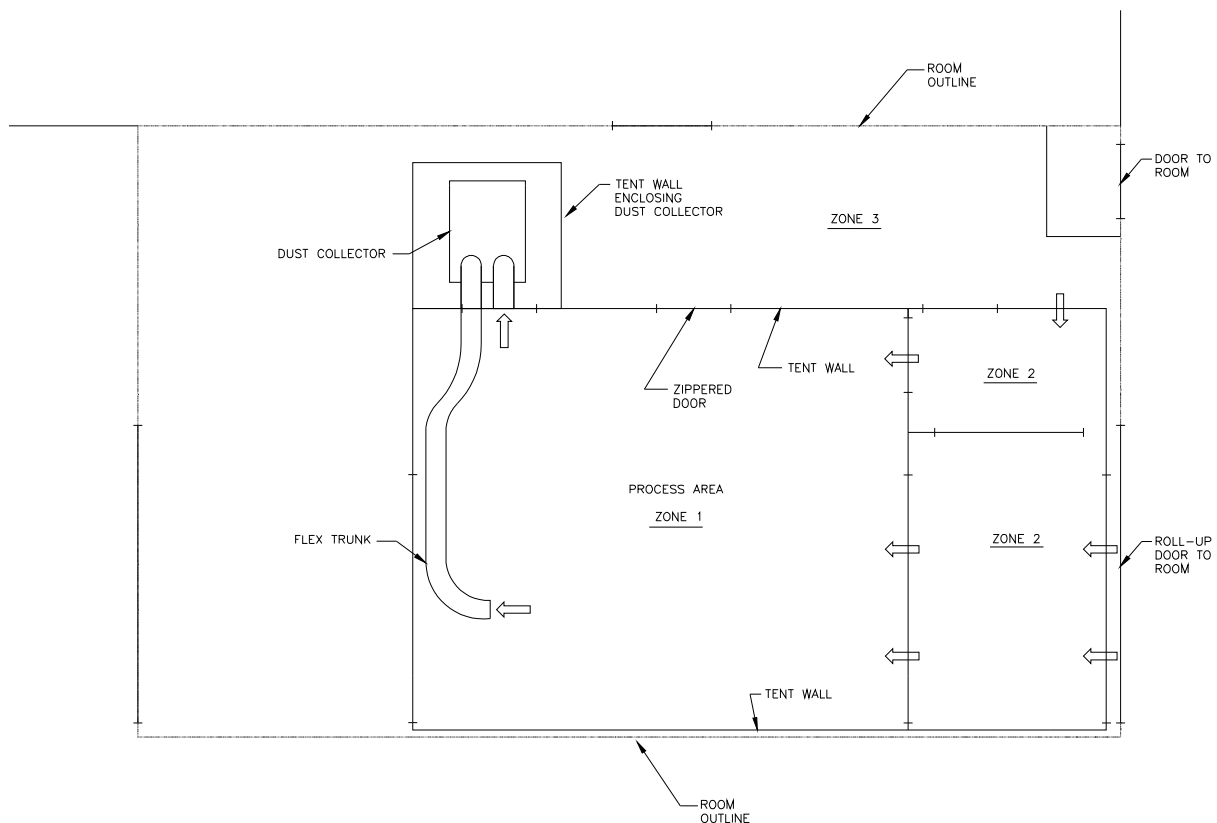 ROOM
OUTLINE
DOOR TO
ROOM
TENT WALL
ENCLOSING
DUST COLLECTOR
ZONE 3
DUST COLLECTOR
TENT WALL
ZONE 2
ZIPPERED
DOOR
PROCESS AREA
ZONE 1
FLEX TRUNK
ZONE 2
ROLL-UP
DOOR TO
ROOM
TENT WALL
ROOM
OUTLINE